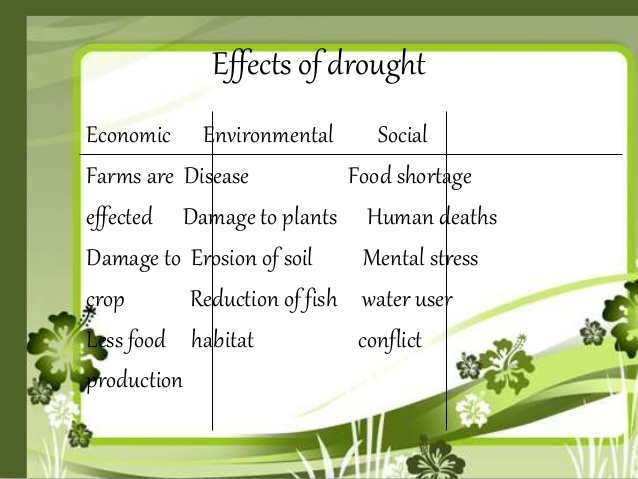 Effects of drought
Economic Environmental Social
Farms are Disease Food shortage
effected Damage to plants Human deaths
Damage to Erosion of soil Mental stress
crop Reduction of fish water user
Less food habitat conflict
production